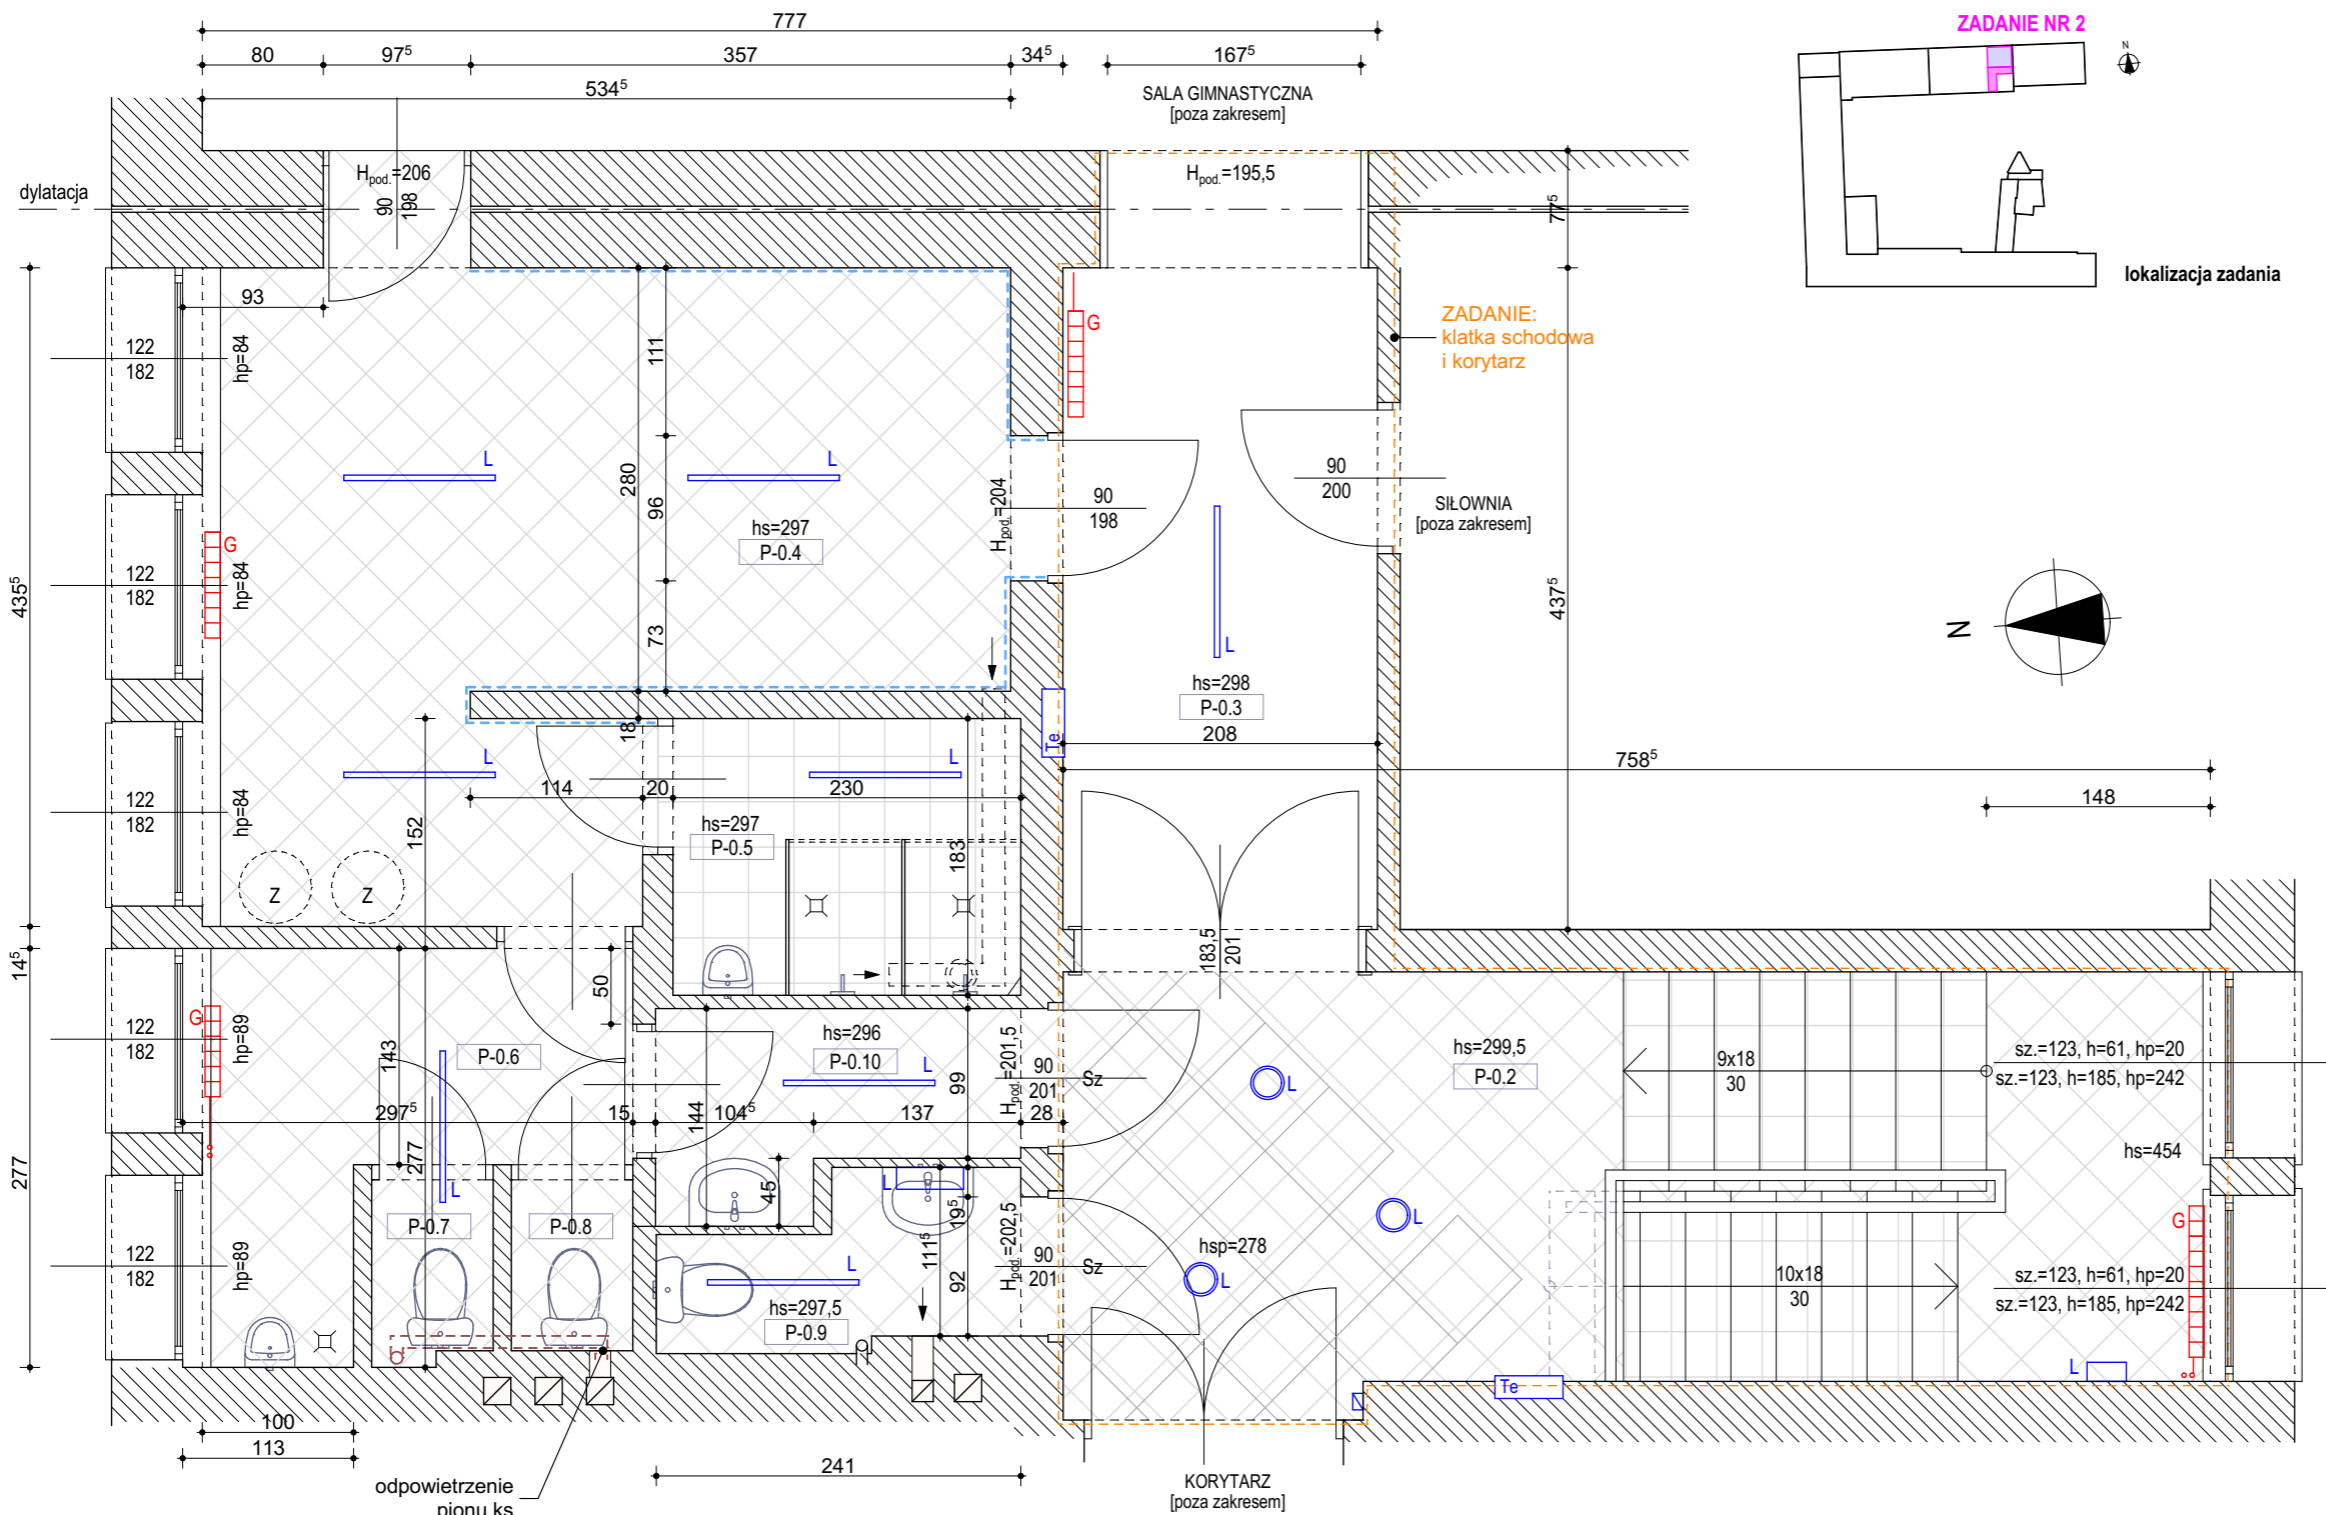 777
ZADANIE NR 2
80
97⁵
357
34⁵
167⁵
N
534⁵
SALA GIMNASTYCZNA
[poza zakresem]
dylatacja
Hpod.=206
90
198
Hpod.=195,5
77⁵
lokalizacja zadania
93
122
182
hp=84
111
G
ZADANIE:
klatka schodowa
i korytarz
L
L
280
96
hs=297
P-0.4
Hpod.=204
90
198
90
200
SIŁOWNIA
[poza zakresem]
435⁵
122
182
G
hp=84
437⁵
N
73
L
hs=298
P-0.3
208
Te
18
758⁵
L
L
114
20
230
148
122
182
hp=84
152
hs=297
P-0.5
183
Z
Z
14⁵
183,5
201
50
G
122
182
hp=89
143
P-0.6
hs=296
P-0.10
L
99
Hpod.=201,5
90
201
Sz
L
hs=299,5
P-0.2
9x18
30
sz.=123, h=61, hp=20
sz.=123, h=185, hp=242
297⁵
15
144
104⁵
137
28
277
277
hs=454
L
45
L
19⁵
L
G
P-0.7
P-0.8
111⁵
92
Hpod.=202,5
90
201
Sz
hsp=278
L
122
182
hp=89
L
hs=297,5
P-0.9
10x18
30
sz.=123, h=61, hp=20
sz.=123, h=185, hp=242
Te
L
100
113
241
odpowietrzenie
pionu ks
KORYTARZ
[poza zakresem]